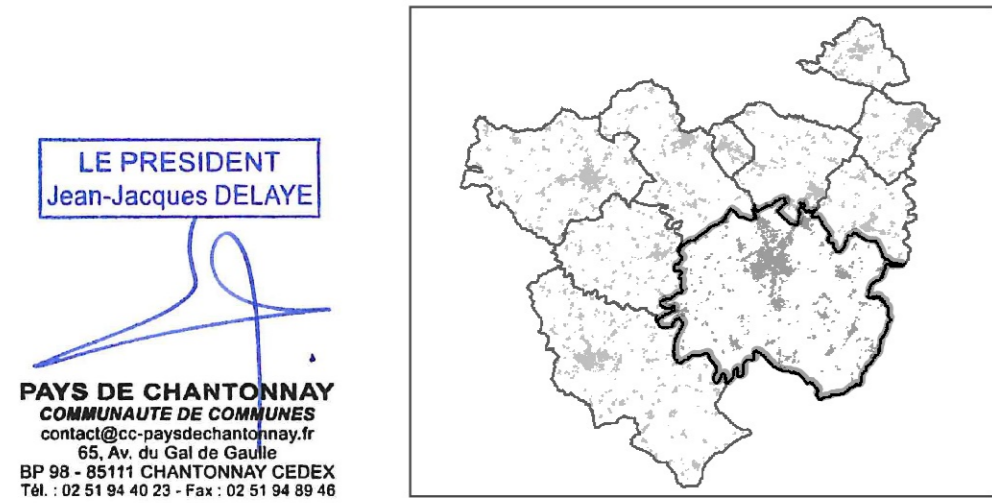 LE PRESIDENT
Jean-Jacques DELAYE
PAYS DE CHANTONNAY
COMMUNAUTE DE COMMUNES
contact@cc-paysdechantonnay.fr
65, Av. du Gal de Gaulle
BP 98 - 85111 CHANTONNAY CEDEX
Tél. : 02 51 94 40 23 - Fax : 02 51 94 89 46